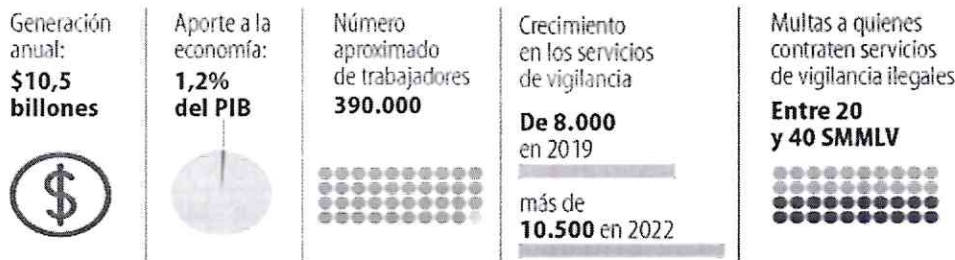 Generación
anual:
$10,5
billones
Aporte a la
economía:
1,2%
del PIB
Número
aproximado
de trabajadores
390.000
Crecimiento
en los servicios
de vigilancia
De 8.000
en 2019
más de
10.500 en 2022
Multas a quienes
contraten servicios
de vigilancia ilegales
Entre 20
y 40 SMMLV
$